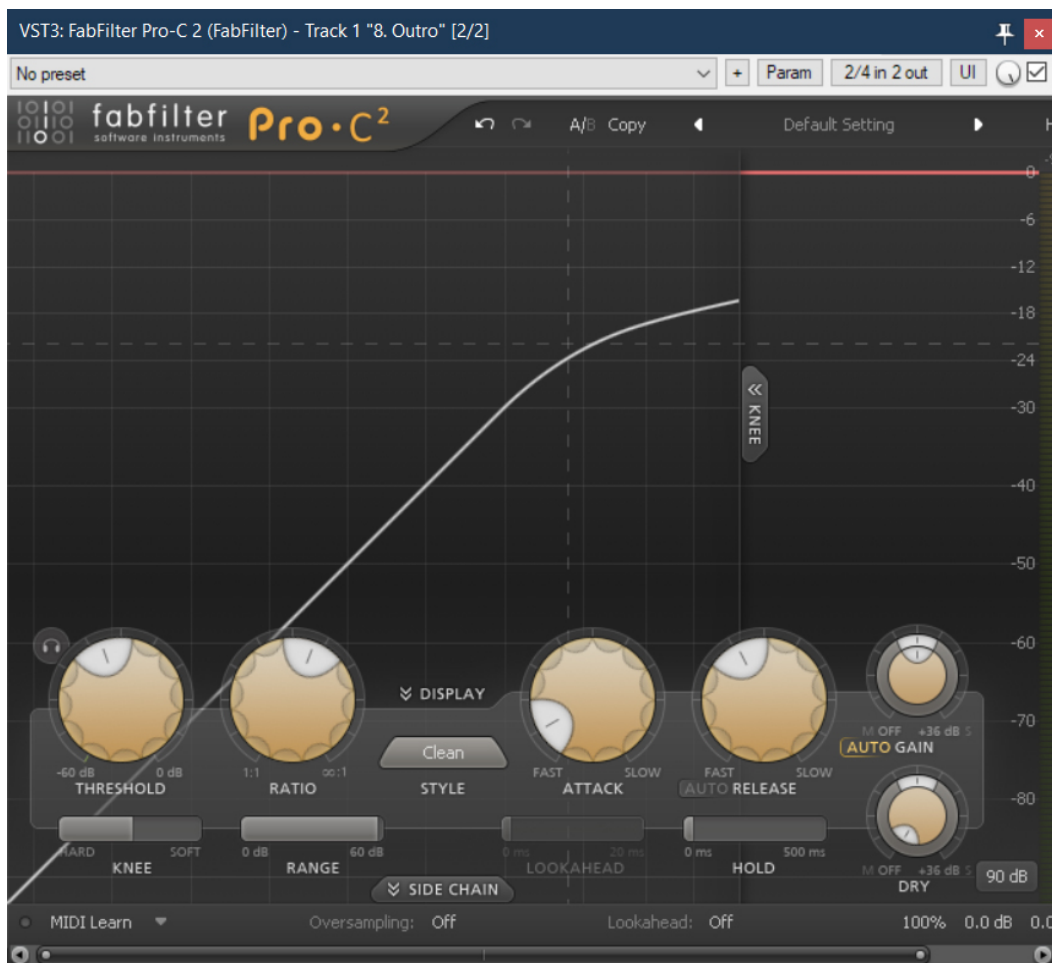 VST3: FabFilter Pro-C 2 (FabFilter) - Track 1 "8. Outro" [2/2]
No preset + Param 2/4 in 2 out UI
fabfilter
software instruments
Pro·C²
A/B Copy Default Setting
0
-6
-12
-18
-24
-30
KNEE
-40
-50
-60
-70
-80
DISPLAY
Clean
-60 dB 0 dB
THRESHOLD
1:1 ∞:1
RATIO
STYLE
FAST SLOW
ATTACK
FAST SLOW
AUTO RELEASE
M OFF +36 dB S
AUTO GAIN
HARD SOFT
KNEE
0 dB 60 dB
RANGE
0 ms 20 ms
LOOKAHEAD
0 ms 500 ms
HOLD
M OFF +36 dB S
DRY
90 dB
SIDE CHAIN
MIDI Learn Oversampling: Off Lookahead: Off 100% 0.0 dB